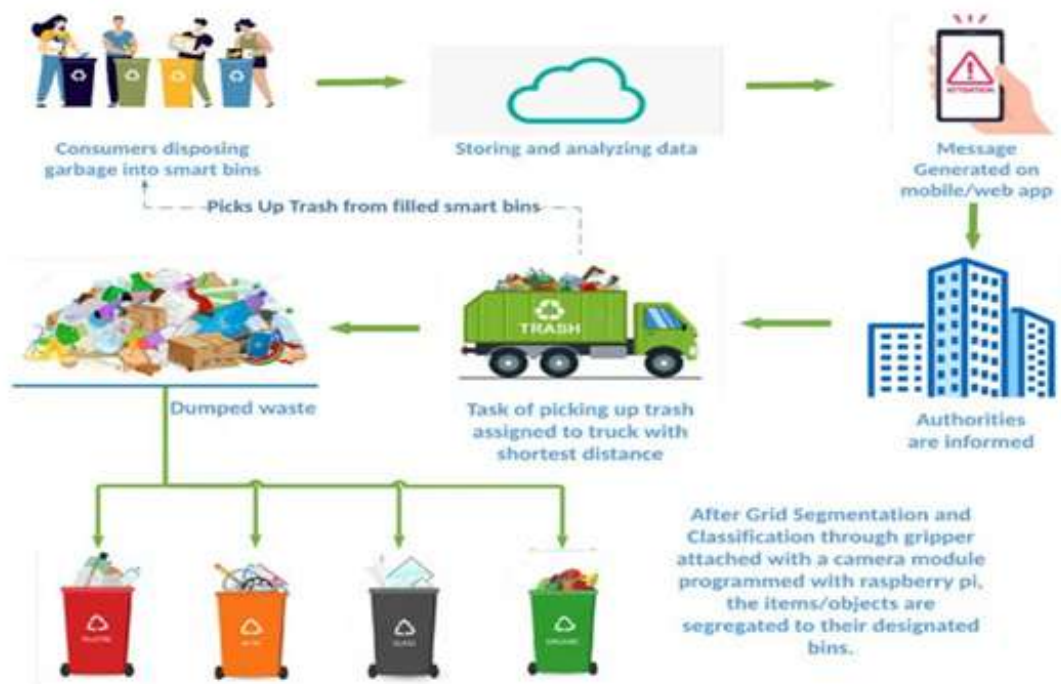 Consumers disposing
garbage into smart bins
Storing and analyzing data
ATTENTION
Message
Generated on
mobile/web app
Picks Up Trash from filled smart bins
TRASH
Dumped waste
Task of picking up trash
assigned to truck with
shortest distance
Authorities
are informed
After Grid Segmentation and
Classification through gripper
attached with a camera module
programmed with raspberry pi,
the items/objects are
segregated to their designated
bins.
ORGANIC